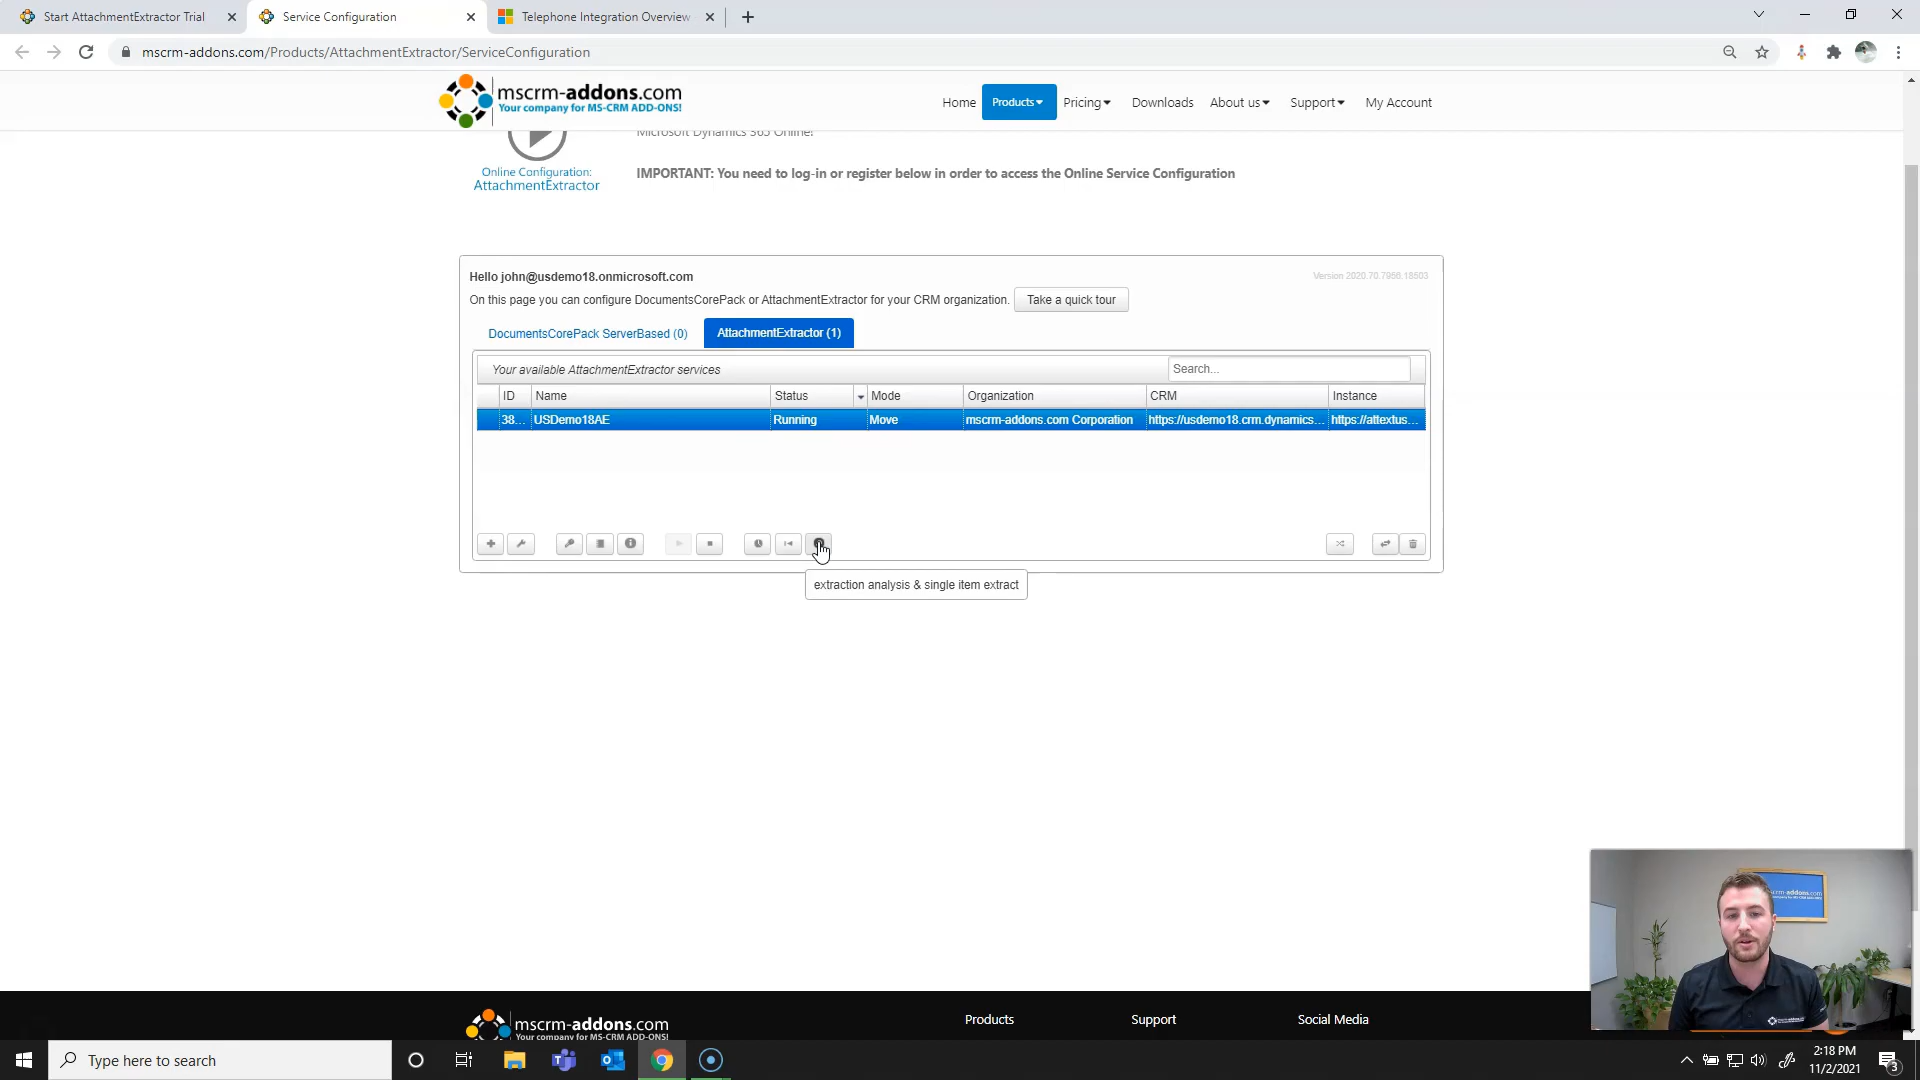 Start AttachmentExtractor Trial
Service Configuration
Telephone Integration Overview
mscrm-addons.com/Products/AttachmentExtractor/ServiceConfiguration
mscrm-addons.com
Your company for MS-CRM ADD-ONS!
Home
Products
Pricing
Downloads
About us
Support
My Account
Microsoft Dynamics 365 Online!
Online Configuration:
AttachmentExtractor
IMPORTANT: You need to log-in or register below in order to access the Online Service Configuration
Hello john@usdemo18.onmicrosoft.com
Version 2020.70.7956.18503
On this page you can configure DocumentsCorePack or AttachmentExtractor for your CRM organization.
Take a quick tour
DocumentsCorePack ServerBased (0)
AttachmentExtractor (1)
Your available AttachmentExtractor services
Search...
ID Name Status Mode Organization CRM Instance
38... USDemo18AE Running Move mscrm-addons.com Corporation https://usdemo18.crm.dynamics... https://attextus...
extraction analysis & single item extract
mscrm-addons.com
Your company for MS-CRM ADD-ONS!
Products
Support
Social Media
Type here to search
2:18 PM
11/2/2021
3